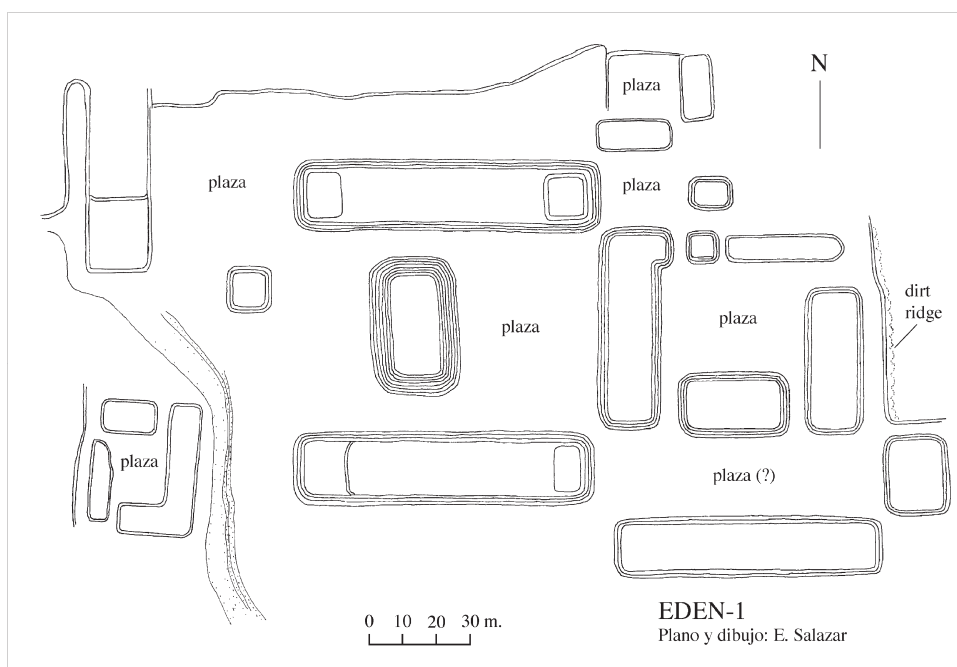 plaza
N
plaza
plaza
plaza
plaza
dirt
ridge
plaza
plaza (?)
0 10 20 30 m.
EDEN-1
Plano y dibujo: E. Salazar